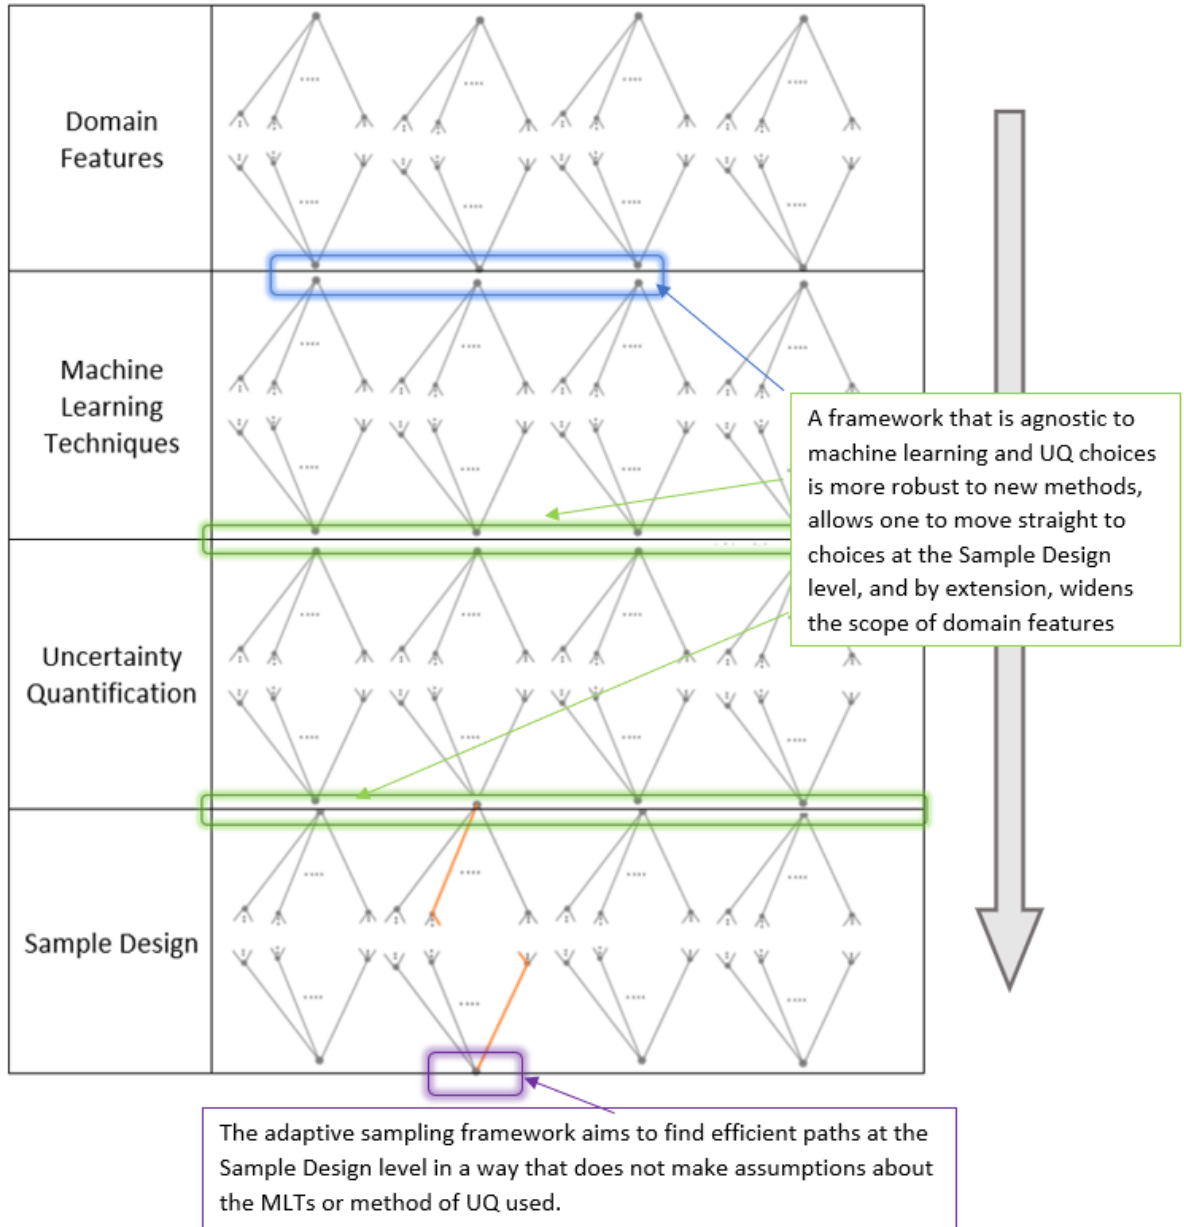 Domain
Features
Machine
Learning
Techniques
A framework that is agnostic to
machine learning and UQ choices
is more robust to new methods,
allows one to move straight to
choices at the Sample Design
level, and by extension, widens
the scope of domain features
Uncertainty
Quantification
Sample Design
The adaptive sampling framework aims to find efficient paths at the
Sample Design level in a way that does not make assumptions about
the MLTs or method of UQ used.